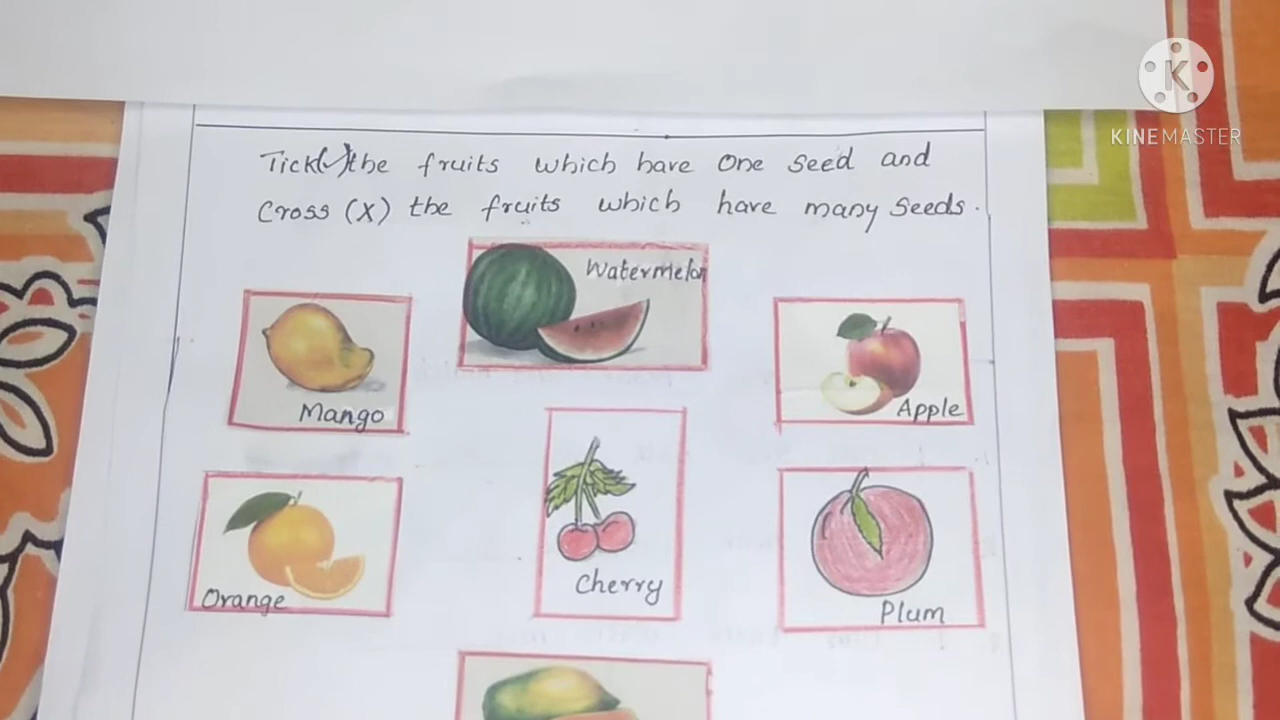 K
KINEMASTER
Tick(✓)the fruits which have One Seed and
Cross (X) the fruits which have many Seeds.
Watermelon
Mango
Apple
Orange
Cherry
Plum